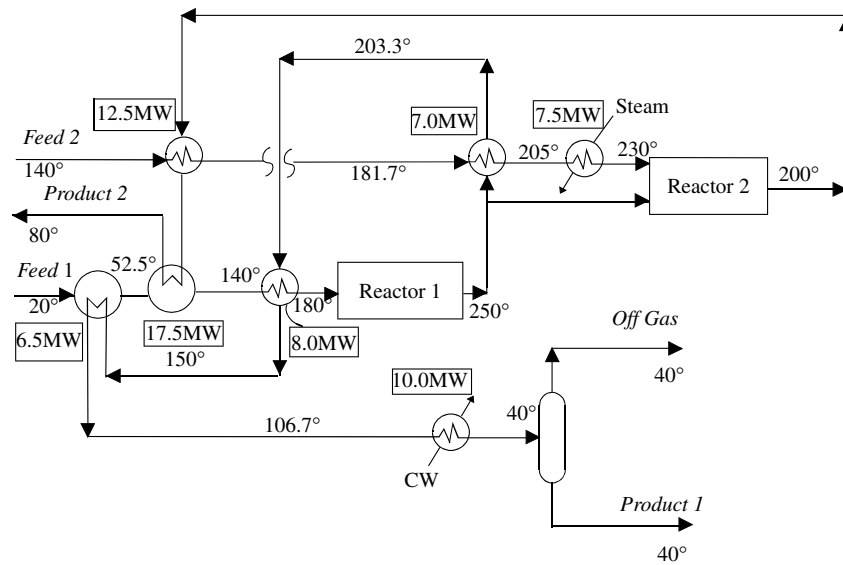 203.3°
12.5MW
7.0MW
7.5MW
Steam
Feed 2
140°
181.7°
205°
230°
Reactor 2
200°
Product 2
80°
Feed 1
20°
52.5°
140°
180°
Reactor 1
250°
6.5MW
17.5MW
150°
8.0MW
Off Gas
40°
10.0MW
40°
106.7°
CW
Product 1
40°